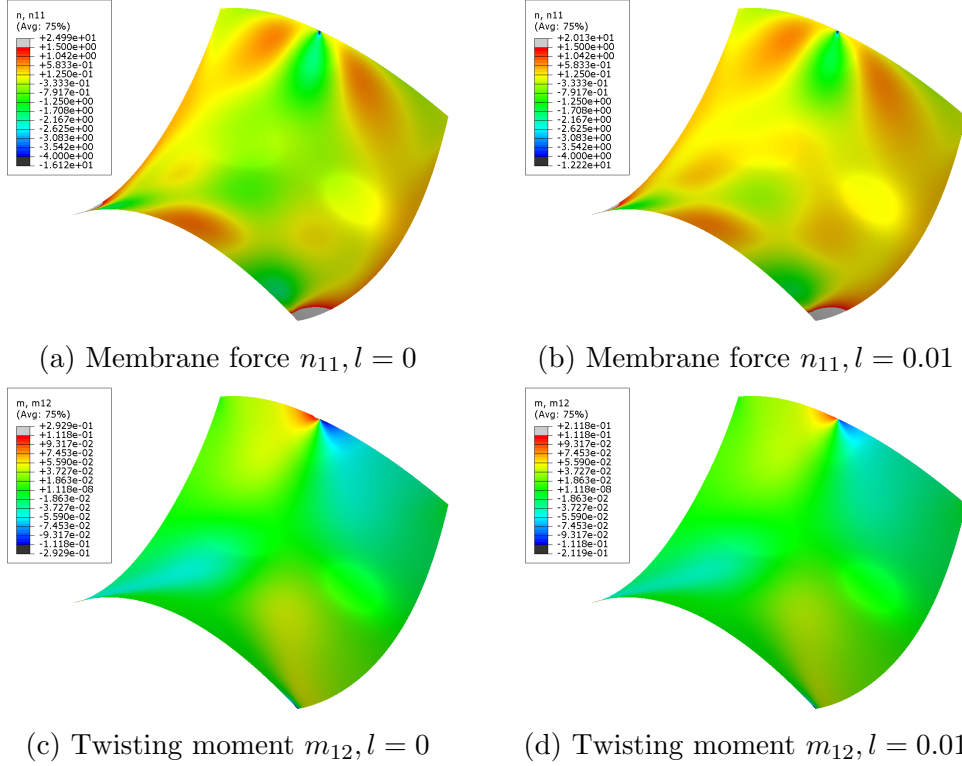 n, n11
(Avg: 75%)
+2.499e+01
+1.500e+00
+1.042e+00
+5.833e-01
+1.250e-01
-3.333e-01
-7.917e-01
-1.250e+00
-1.708e+00
-2.167e+00
-2.625e+00
-3.083e+00
-3.542e+00
-4.000e+00
-1.612e+01
n, n11
(Avg: 75%)
+2.013e+01
+1.500e+00
+1.042e+00
+5.833e-01
+1.250e-01
-3.333e-01
-7.917e-01
-1.250e+00
-1.708e+00
-2.167e+00
-2.625e+00
-3.083e+00
-3.542e+00
-4.000e+00
-1.222e+01
(a) Membrane force n₁₁, l = 0
(b) Membrane force n₁₁, l = 0.01
m, m12
(Avg: 75%)
+2.929e-01
+1.118e-01
+9.317e-02
+7.453e-02
+5.590e-02
+3.727e-02
+1.863e-02
+1.118e-08
-1.863e-02
-3.727e-02
-5.590e-02
-7.453e-02
-9.317e-02
-1.118e-01
-2.929e-01
m, m12
(Avg: 75%)
+2.118e-01
+1.118e-01
+9.317e-02
+7.453e-02
+5.590e-02
+3.727e-02
+1.863e-02
+1.118e-08
-1.863e-02
-3.727e-02
-5.590e-02
-7.453e-02
-9.317e-02
-1.118e-01
-2.119e-01
(c) Twisting moment m₁₂, l = 0
(d) Twisting moment m₁₂, l = 0.01